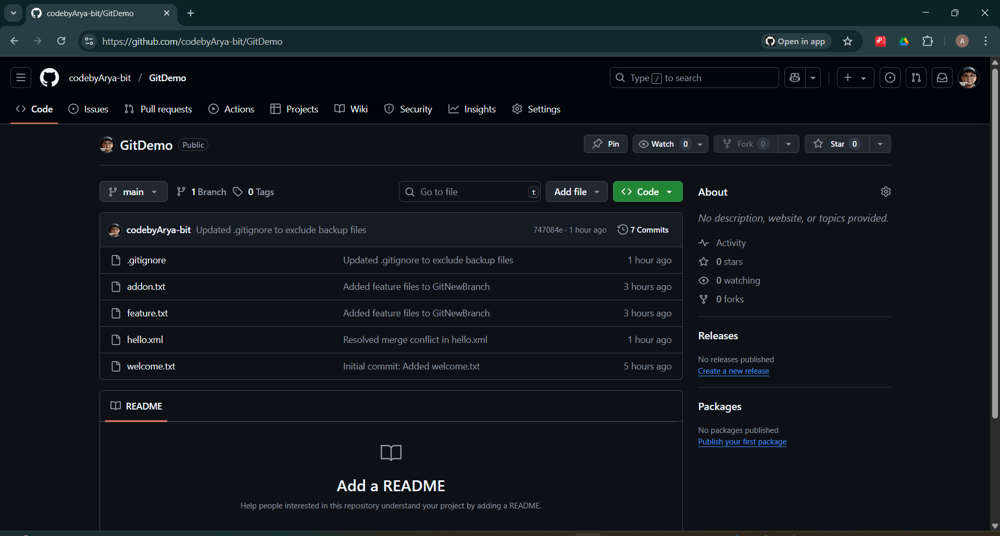 codebyArya-bit/GitDemo
https://github.com/codebyArya-bit/GitDemo
Open in app
A
codebyArya-bit / GitDemo
Type / to search
Code Issues Pull requests Actions Projects Wiki Security Insights Settings
GitDemo Public
Pin Watch 0 Fork 0 Star 0
main 1 Branch 0 Tags
Go to file t Add file Code
codebyArya-bit Updated .gitignore to exclude backup files 747084e · 1 hour ago 7 Commits
.gitignore Updated .gitignore to exclude backup files 1 hour ago
addon.txt Added feature files to GitNewBranch 3 hours ago
feature.txt Added feature files to GitNewBranch 3 hours ago
hello.xml Resolved merge conflict in hello.xml 1 hour ago
welcome.txt Initial commit: Added welcome.txt 5 hours ago
README
Add a README
Help people interested in this repository understand your project by adding a README.
About
No description, website, or topics provided.
Activity
0 stars
0 watching
0 forks
Releases
No releases published
Create a new release
Packages
No packages published
Publish your first package